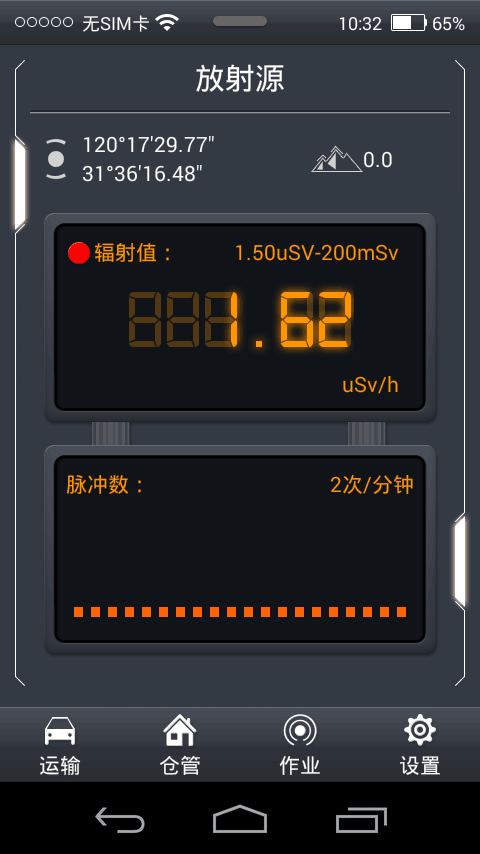 无SIM卡 10:32 65%
放射源
120°17'29.77"
31°36'16.48"
0.0
辐射值： 1.50uSV-200mSv
1.62
uSv/h
脉冲数： 2次/分钟
运输 仓管 作业 设置